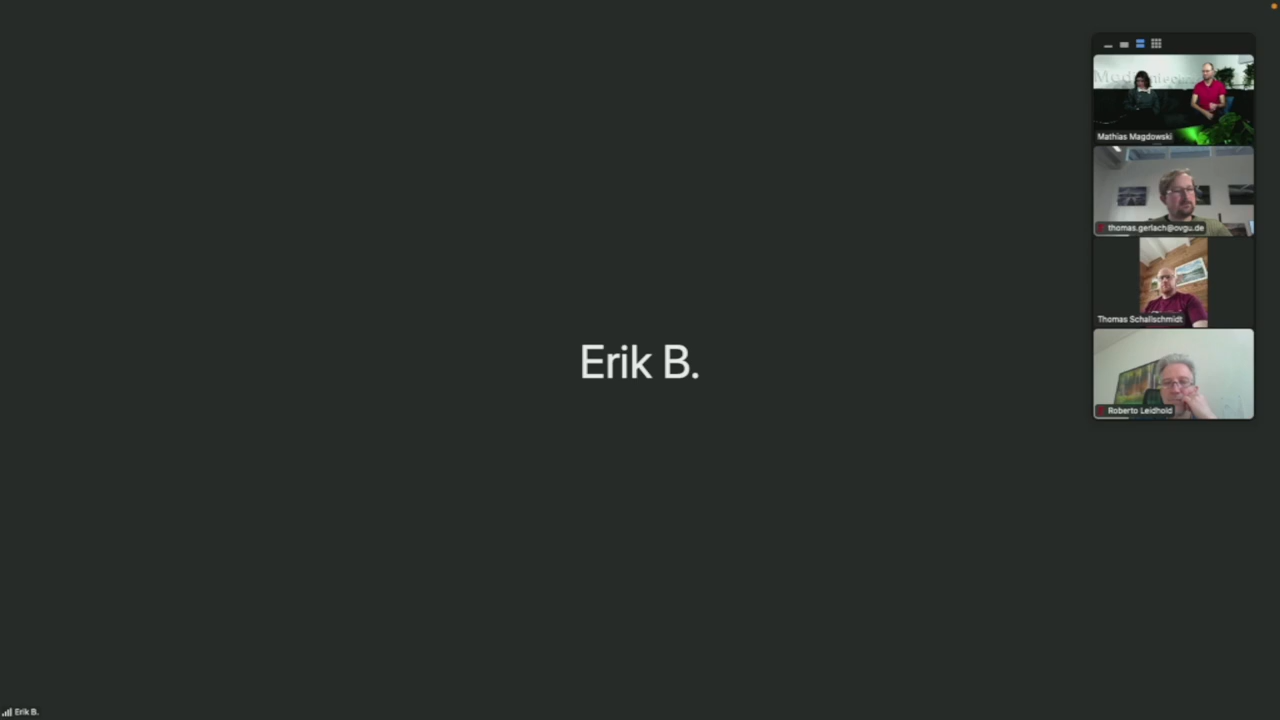 Erik B.
Mathias Magdowski
thomas.gerlach@ovgu.de
Thomas Schallschmidt
Roberto Leidhold
Erik B.